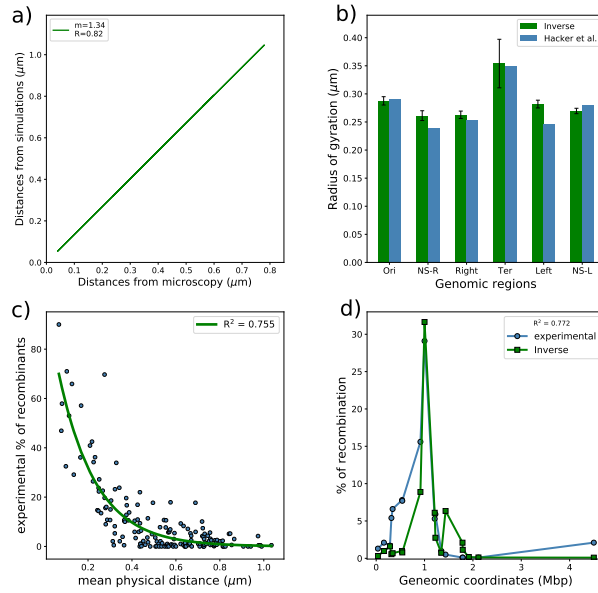 a)
m=1.34
R=0.82
Distances from simulations (μm)
1.0
0.8
0.6
0.4
0.2
0.0
0.0 0.1 0.2 0.3 0.4 0.5 0.6 0.7 0.8
Distances from microscopy (μm)
b)
Inverse
Hacker et al.
Radius of gyration (μm)
0.40
0.35
0.30
0.25
0.20
0.15
0.10
0.05
0.00
Ori NS-R Right Ter Left NS-L
Genomic regions
c)
R² = 0.755
experimental % of recombinants
80
60
40
20
0
0.2 0.4 0.6 0.8 1.0
mean physical distance (μm)
d)
R² = 0.772
experimental
Inverse
% of recombination
30
25
20
15
10
5
0
0 1 2 3 4
Geneomic coordinates (Mbp)